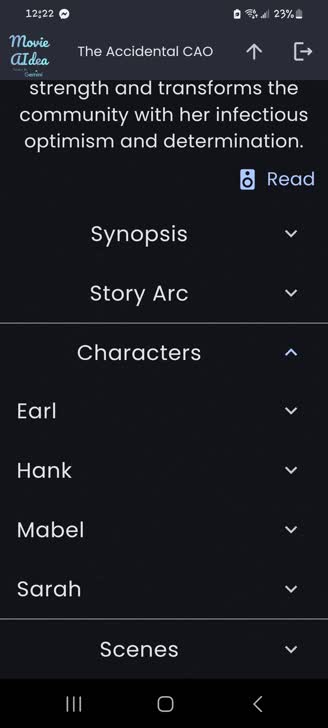 12:22
23%
Movie
AIdea
Gemini
The Accidental CAO
strength and transforms the
community with her infectious
optimism and determination.
Read
Synopsis
Story Arc
Characters
Earl
Hank
Mabel
Sarah
Scenes